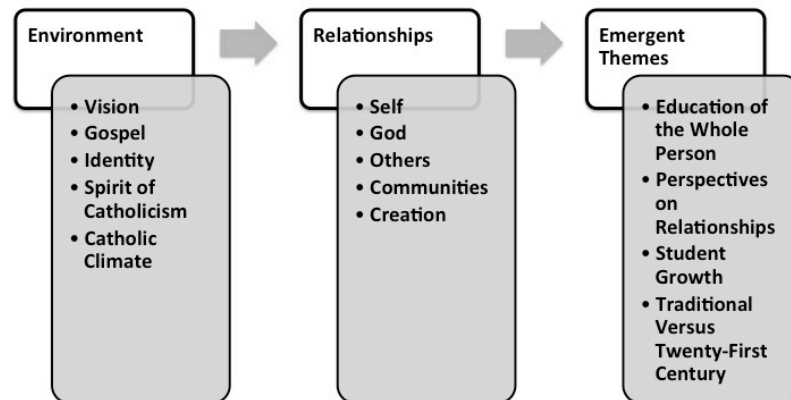 Environment
• Vision
• Gospel
• Identity
• Spirit of
Catholicism
• Catholic
Climate
Relationships
• Self
• God
• Others
• Communities
• Creation
Emergent
Themes
• Education of
the Whole
Person
• Perspectives
on
Relationships
• Student
Growth
• Traditional
Versus
Twenty-First
Century